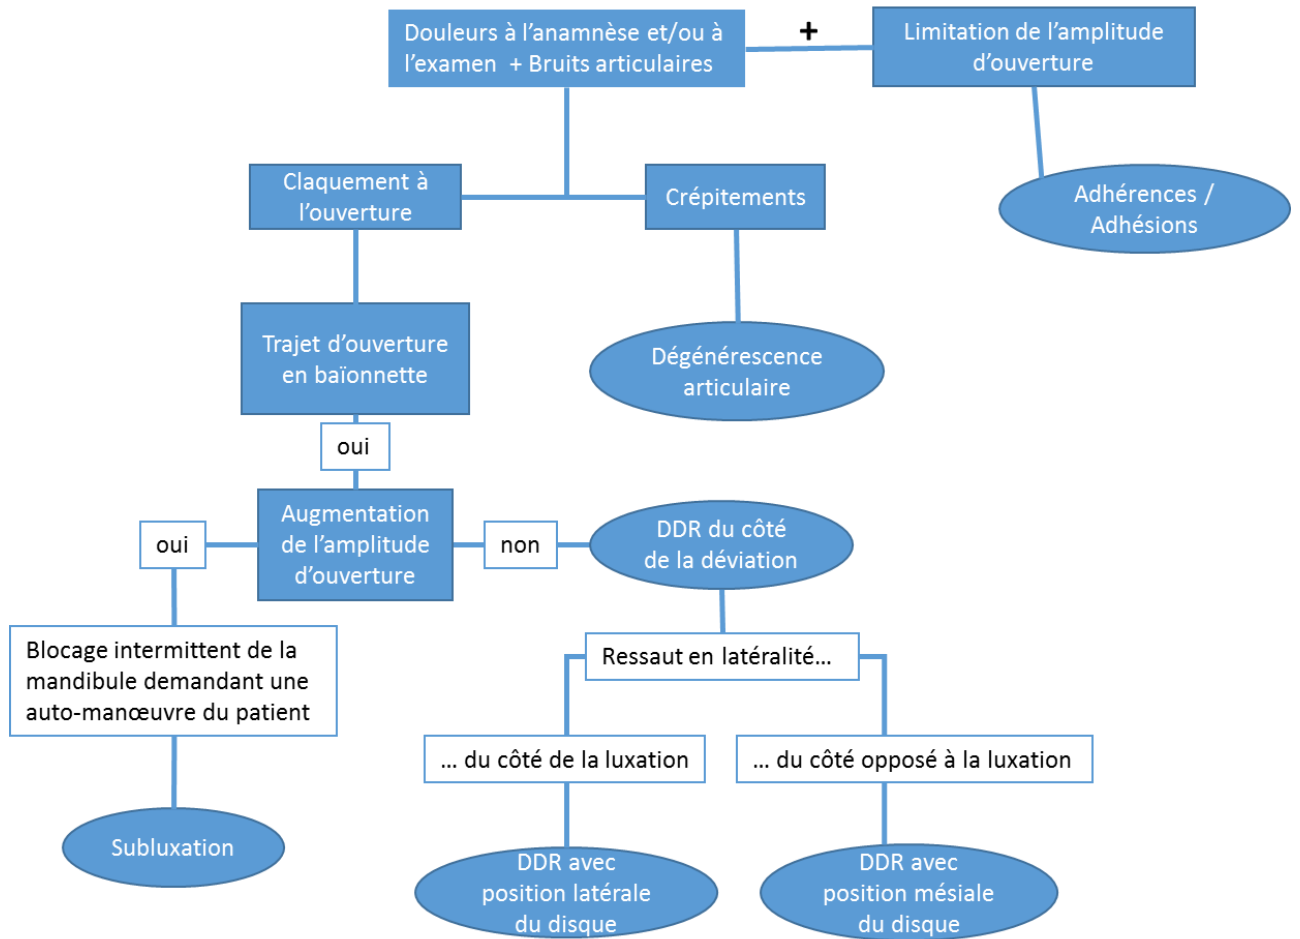 Douleurs à l’anamnèse et/ou à
l’examen + Bruits articulaires
+
Limitation de l’amplitude
d’ouverture
Claquement à
l’ouverture
Crépitements
Adhérences /
Adhésions
Trajet d’ouverture
en baïonnette
Dégénérescence
articulaire
oui
Augmentation
de l’amplitude
d’ouverture
oui
non
DDR du côté
de la déviation
Blocage intermittent de la
mandibule demandant une
auto-manœuvre du patient
Ressaut en latéralité…
… du côté de la luxation
… du côté opposé à la luxation
Subluxation
DDR avec
position latérale
du disque
DDR avec
position mésiale
du disque